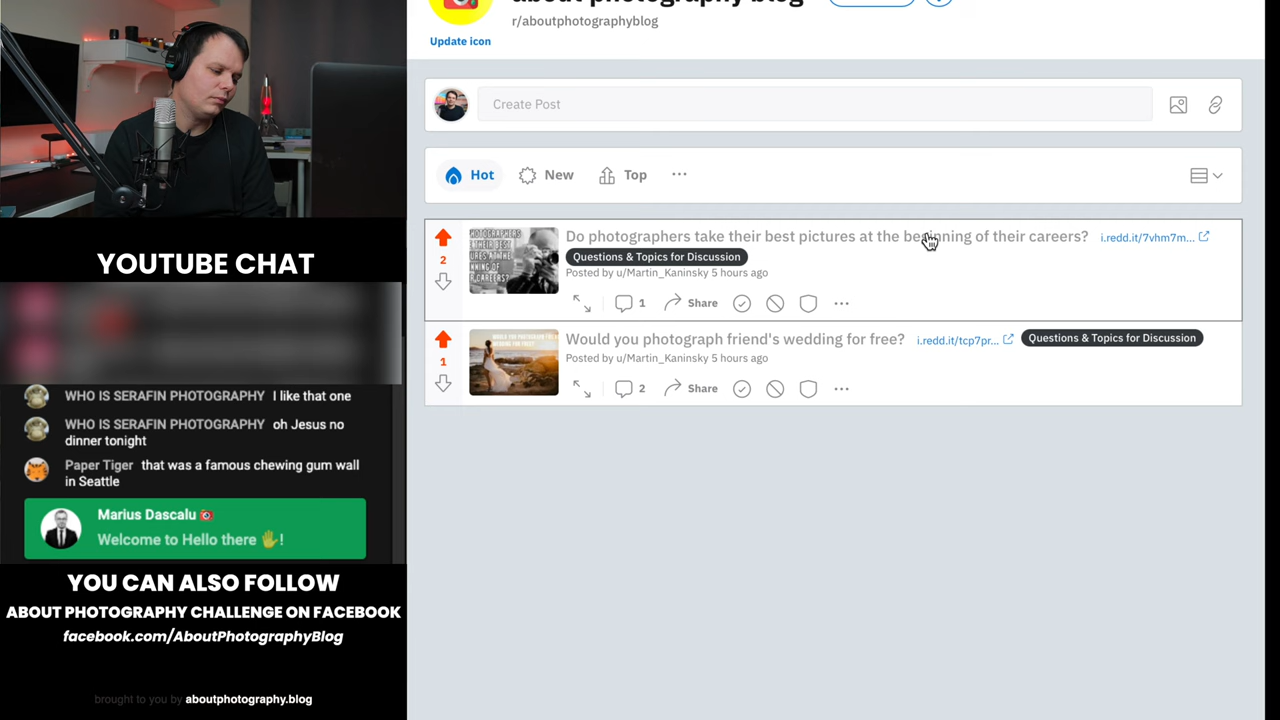 about photography blog
r/aboutphotographyblog
Update icon
Create Post
Hot
New
Top
2
Do photographers take their best pictures at the beginning of their careers?
i.redd.it/7vhm7m...
Questions & Topics for Discussion
Posted by u/Martin_Kaninsky 5 hours ago
1
Share
1
Would you photograph friend's wedding for free?
i.redd.it/tcp7pr...
Questions & Topics for Discussion
Posted by u/Martin_Kaninsky 5 hours ago
2
Share
YOUTUBE CHAT
WHO IS SERAFIN PHOTOGRAPHY I like that one
WHO IS SERAFIN PHOTOGRAPHY oh Jesus no
dinner tonight
Paper Tiger that was a famous chewing gum wall
in Seattle
Marius Dascalu
Welcome to Hello there 🖐!
YOU CAN ALSO FOLLOW
ABOUT PHOTOGRAPHY CHALLENGE ON FACEBOOK
facebook.com/AboutPhotographyBlog
brought to you by aboutphotography.blog